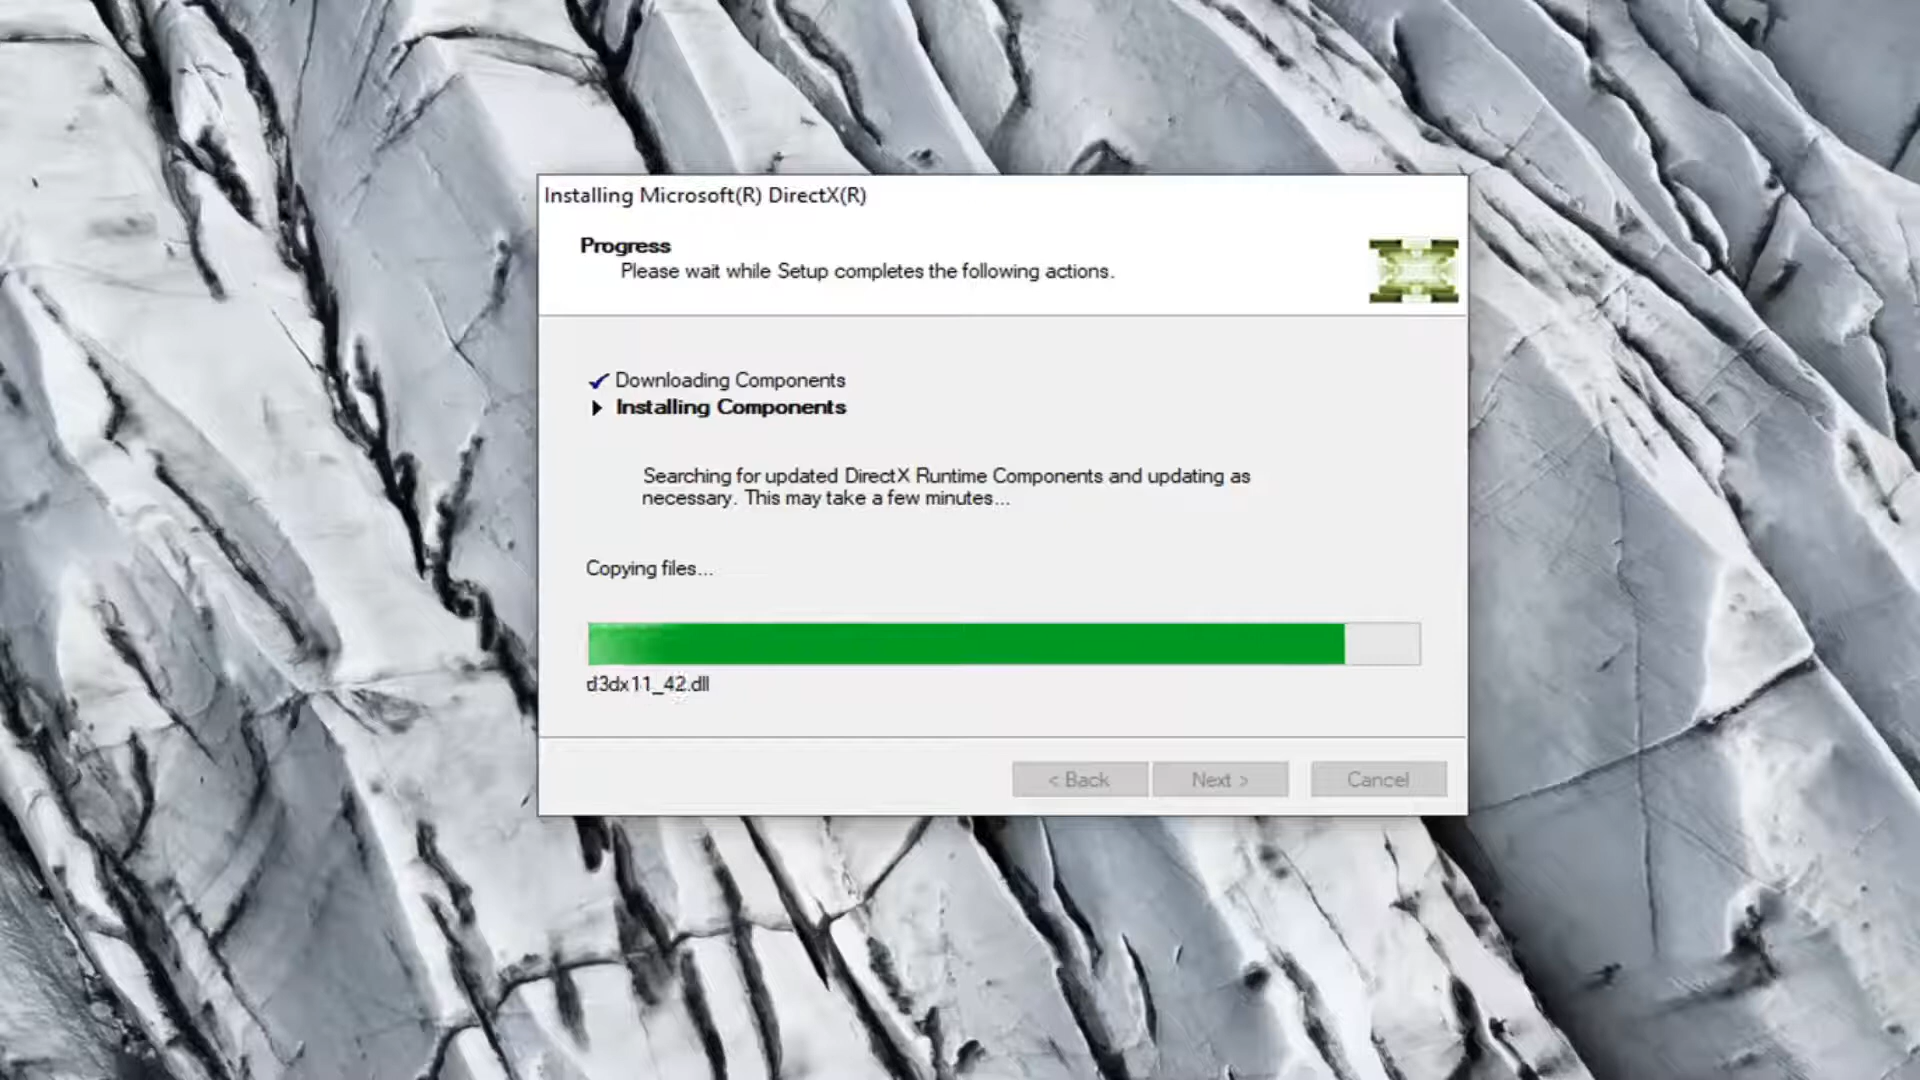 Installing Microsoft(R) DirectX(R)
Progress
Please wait while Setup completes the following actions.
Downloading Components
Installing Components
Searching for updated DirectX Runtime Components and updating as
necessary. This may take a few minutes...
Copying files...
d3dx11_42.dll
< Back
Next >
Cancel